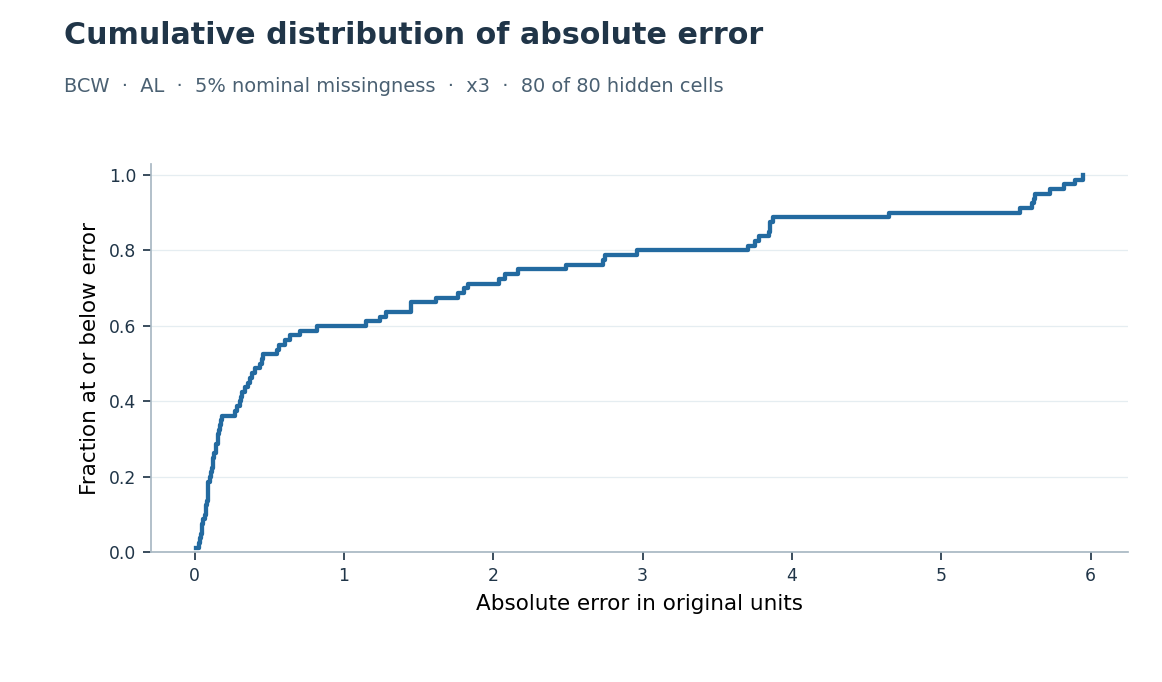 Cumulative distribution of absolute error
BCW · AL · 5% nominal missingness · x3 · 80 of 80 hidden cells
Fraction at or below error
1.0
0.8
0.6
0.4
0.2
0.0
0 1 2 3 4 5 6
Absolute error in original units